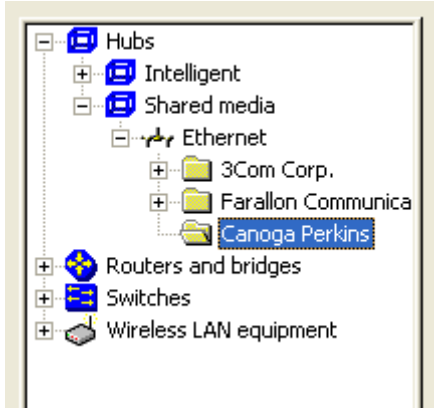 Hubs
Intelligent
Shared media
Ethernet
3Com Corp.
Farallon Communica
Canoga Perkins
Routers and bridges
Switches
Wireless LAN equipment